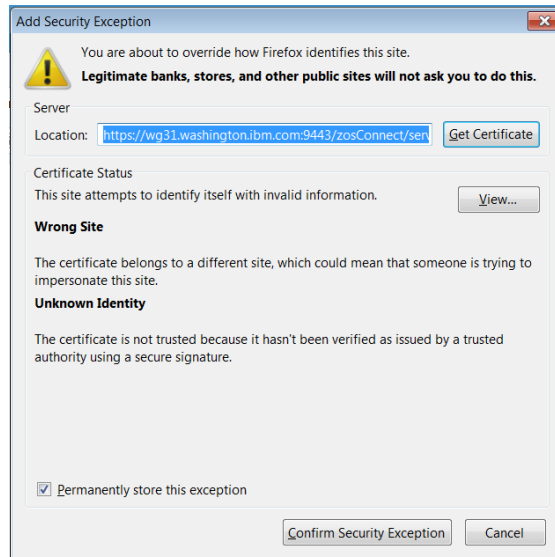 Add Security Exception
You are about to override how Firefox identifies this site.
Legitimate banks, stores, and other public sites will not ask you to do this.
Server
Location: https://wg31.washington.ibm.com:9443/zosConnect/serv Get Certificate
Certificate Status
This site attempts to identify itself with invalid information.
View...
Wrong Site
The certificate belongs to a different site, which could mean that someone is trying to
impersonate this site.
Unknown Identity
The certificate is not trusted because it hasn't been verified as issued by a trusted
authority using a secure signature.
Permanently store this exception
Confirm Security Exception Cancel